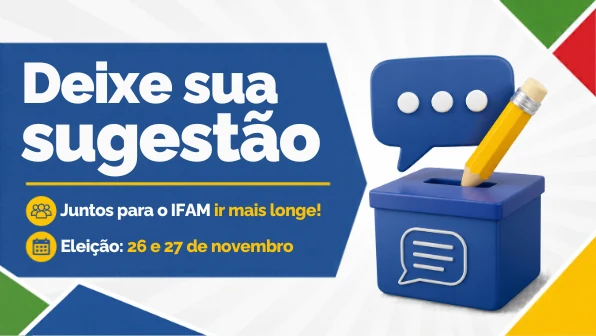 Deixe sua
sugestão
Juntos para o IFAM ir mais longe!
Eleição: 26 e 27 de novembro